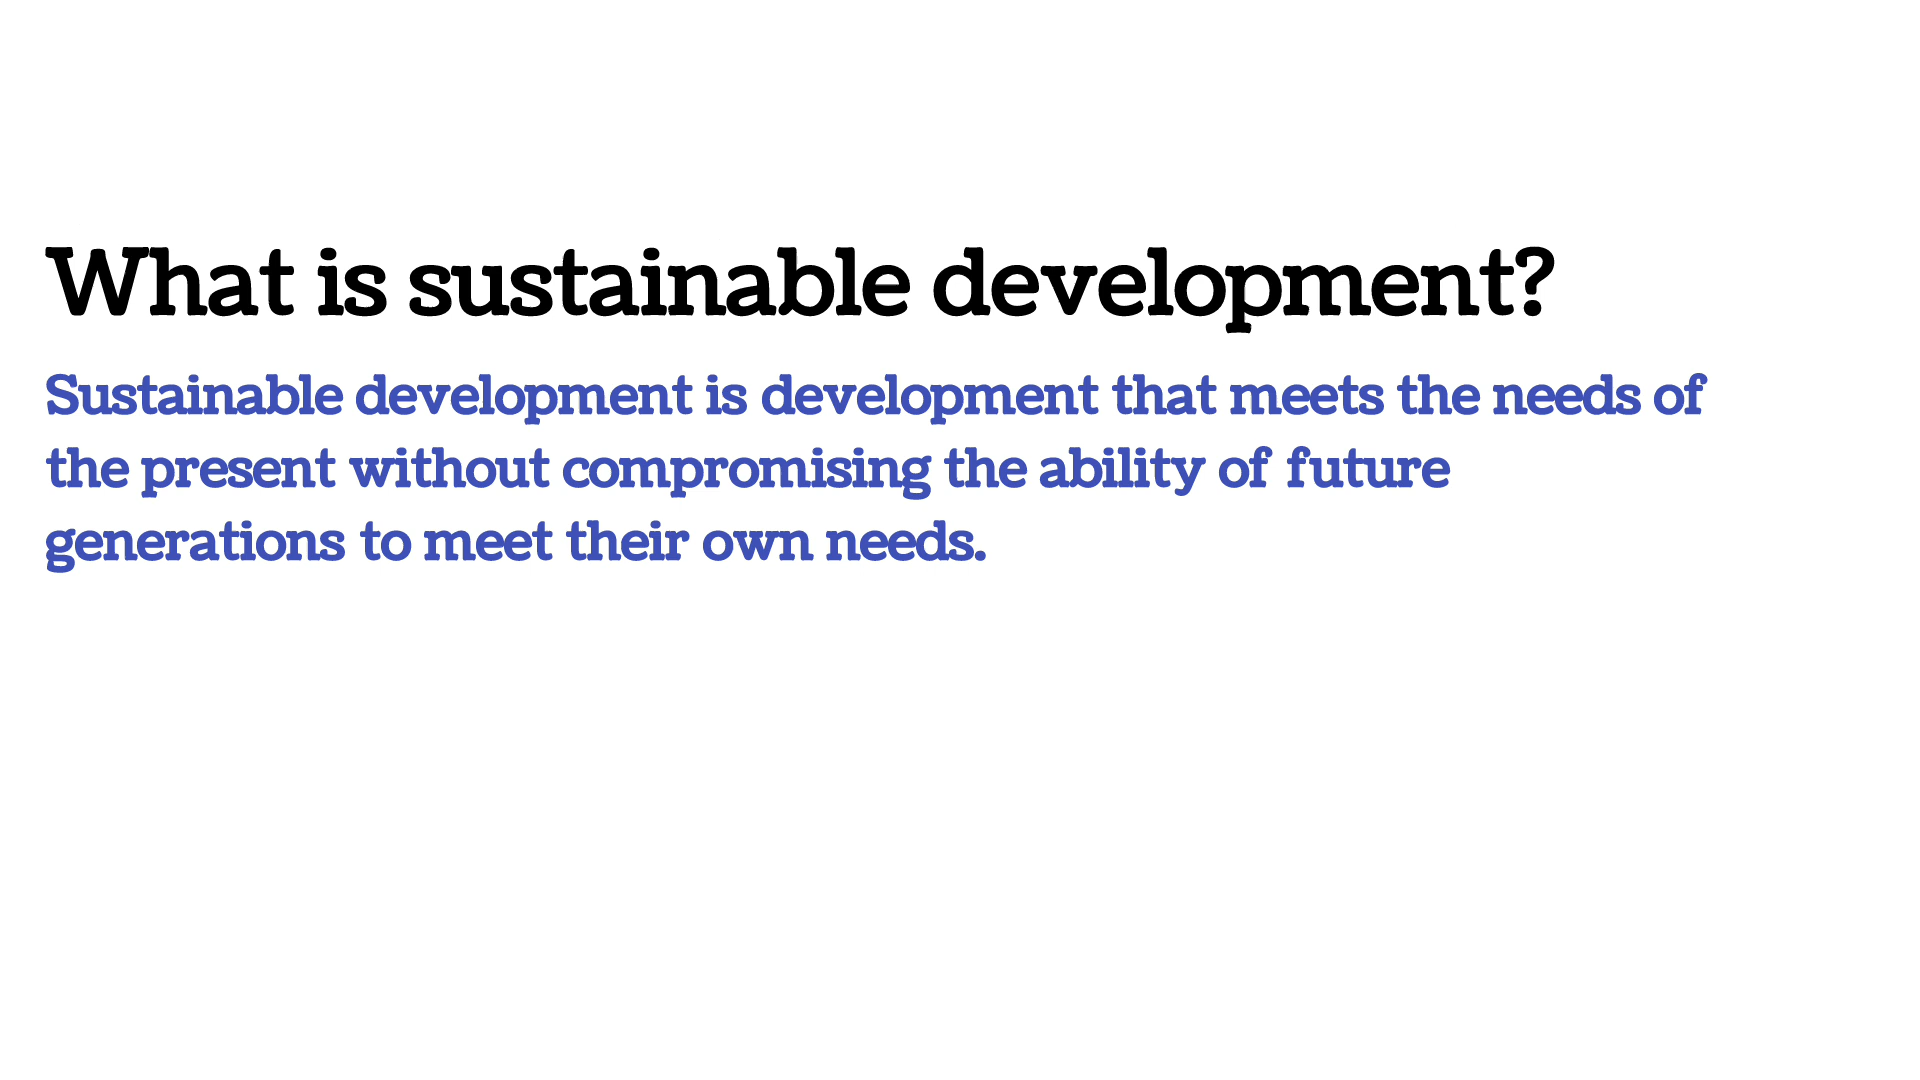 What is sustainable development?
Sustainable development is development that meets the needs of
the present without compromising the ability of future
generations to meet their own needs.